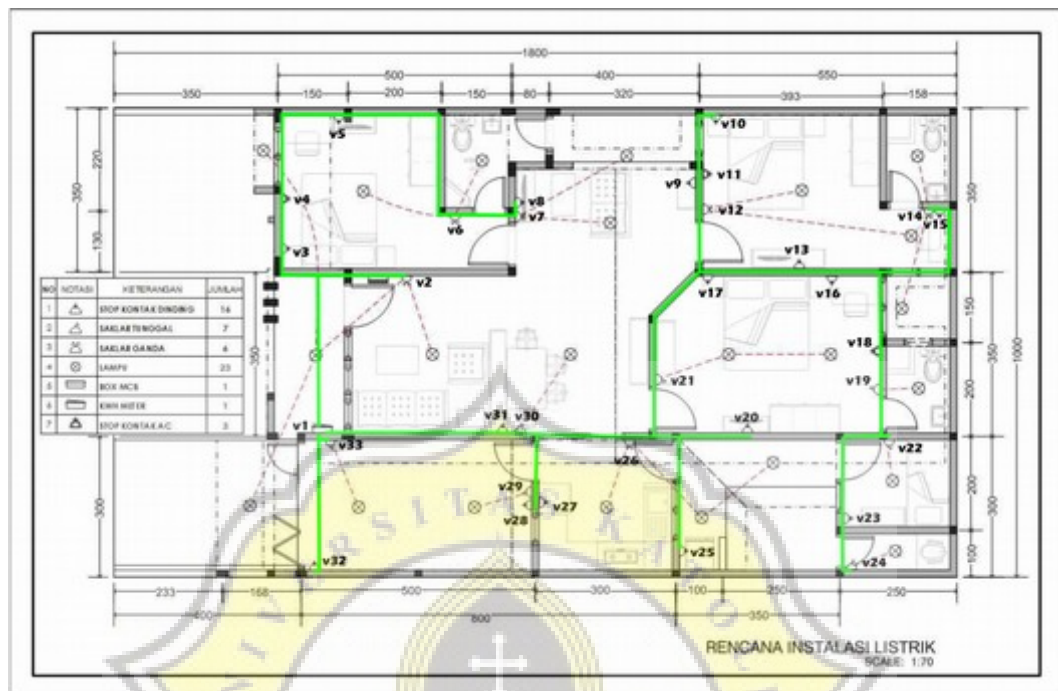 1800
500 400 550
350 150 200 150 80 320 393 158
v5 v10
220
350
130
v4
v3
v6
v8
v7
v9
v11
v12
v13
v14 v15
350
v2
v17 v16
NO NOTASI KETERANGAN JUMLAH
1 STOP KONTAK DINDING 16
2 SAKLAR TUNGGAL 7
3 SAKLAR GANDA 6
4 LAMPU 23
5 BOX MCB 1
6 KWH METER 1
7 STOP KONTAK AC 3
350
150
350
1000
200
v18
v19
v21
v20
v1
v31 v30
v33
v26
v22
v29
v28
v27
v23
v25
v24
v32
300
200
300
100
UNIVERSITAS K
233 168 500 300 100 250 250
400 800 350
RENCANA INSTALASI LISTRIK
SCALE: 1:70